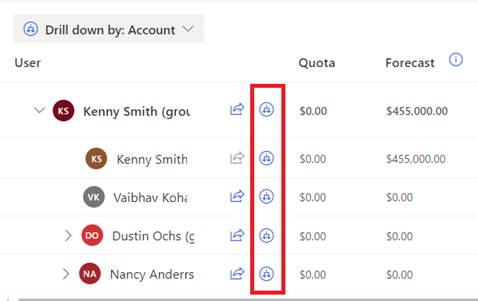 Drill down by: Account
User Quota Forecast
KS Kenny Smith (grou $0.00 $455,000.00
KS Kenny Smith $0.00 $455,000.00
VK Vaibhav Koha $0.00 $0.00
DO Dustin Ochs (g $0.00 $0.00
NA Nancy Anderrs $0.00 $0.00